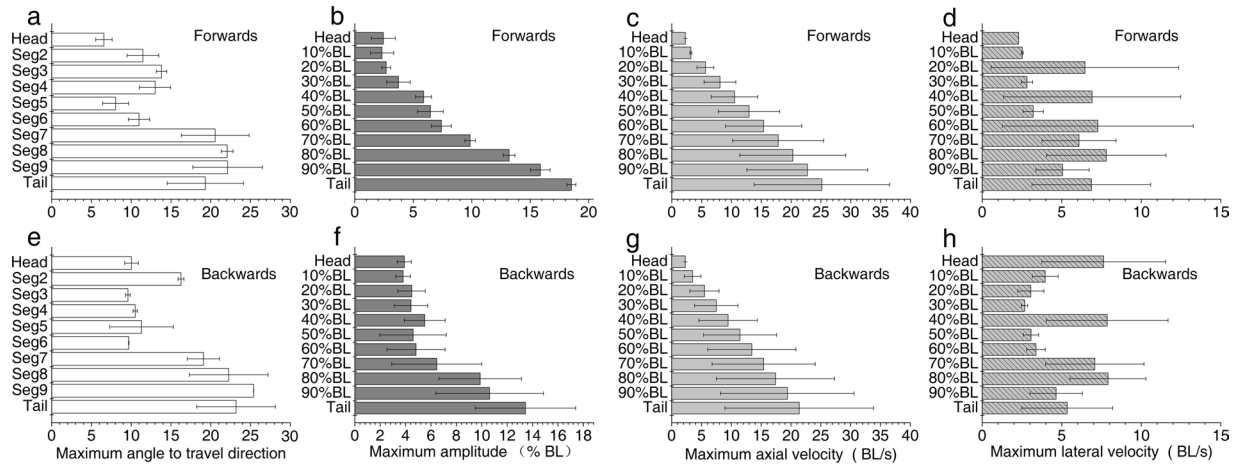 a
Forwards
Head
Seg2
Seg3
Seg4
Seg5
Seg6
Seg7
Seg8
Seg9
Tail
0 5 10 15 20 25 30
b
Forwards
Head
10%BL
20%BL
30%BL
40%BL
50%BL
60%BL
70%BL
80%BL
90%BL
Tail
0 5 10 15 20
c
Forwards
Head
10%BL
20%BL
30%BL
40%BL
50%BL
60%BL
70%BL
80%BL
90%BL
Tail
0 5 10 15 20 25 30 35 40
d
Forwards
Head
10%BL
20%BL
30%BL
40%BL
50%BL
60%BL
70%BL
80%BL
90%BL
Tail
0 5 10 15
e
Backwards
Head
Seg2
Seg3
Seg4
Seg5
Seg6
Seg7
Seg8
Seg9
Tail
0 5 10 15 20 25 30
Maximum angle to travel direction
f
Backwards
Head
10%BL
20%BL
30%BL
40%BL
50%BL
60%BL
70%BL
80%BL
90%BL
Tail
0 2 4 6 8 10 12 14 16 18
Maximum amplitude (% BL)
g
Backwards
Head
10%BL
20%BL
30%BL
40%BL
50%BL
60%BL
70%BL
80%BL
90%BL
Tail
0 5 10 15 20 25 30 35 40
Maximum axial velocity ( BL/s)
h
Backwards
Head
10%BL
20%BL
30%BL
40%BL
50%BL
60%BL
70%BL
80%BL
90%BL
Tail
0 5 10 15
Maximum lateral velocity ( BL/s)